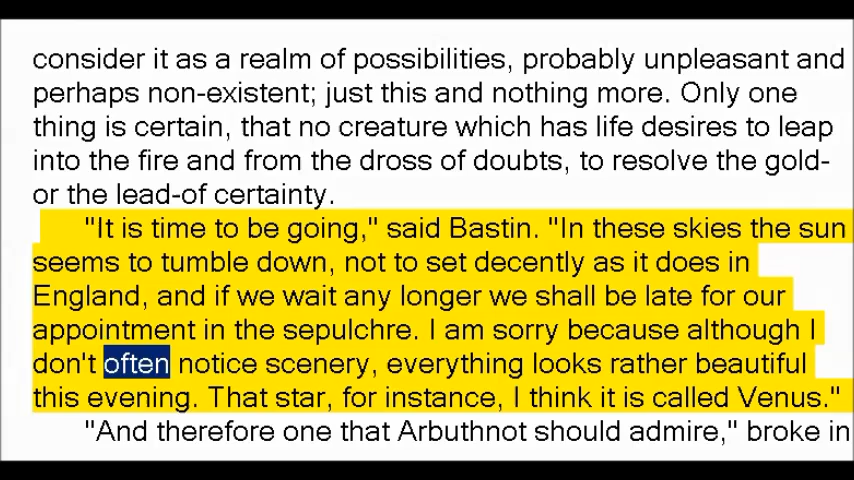 consider it as a realm of possibilities, probably unpleasant and
perhaps non-existent; just this and nothing more. Only one
thing is certain, that no creature which has life desires to leap
into the fire and from the dross of doubts, to resolve the gold-
or the lead-of certainty.
"It is time to be going," said Bastin. "In these skies the sun
seems to tumble down, not to set decently as it does in
England, and if we wait any longer we shall be late for our
appointment in the sepulchre. I am sorry because although I
don't often notice scenery, everything looks rather beautiful
this evening. That star, for instance, I think it is called Venus."
"And therefore one that Arbuthnot should admire," broke in